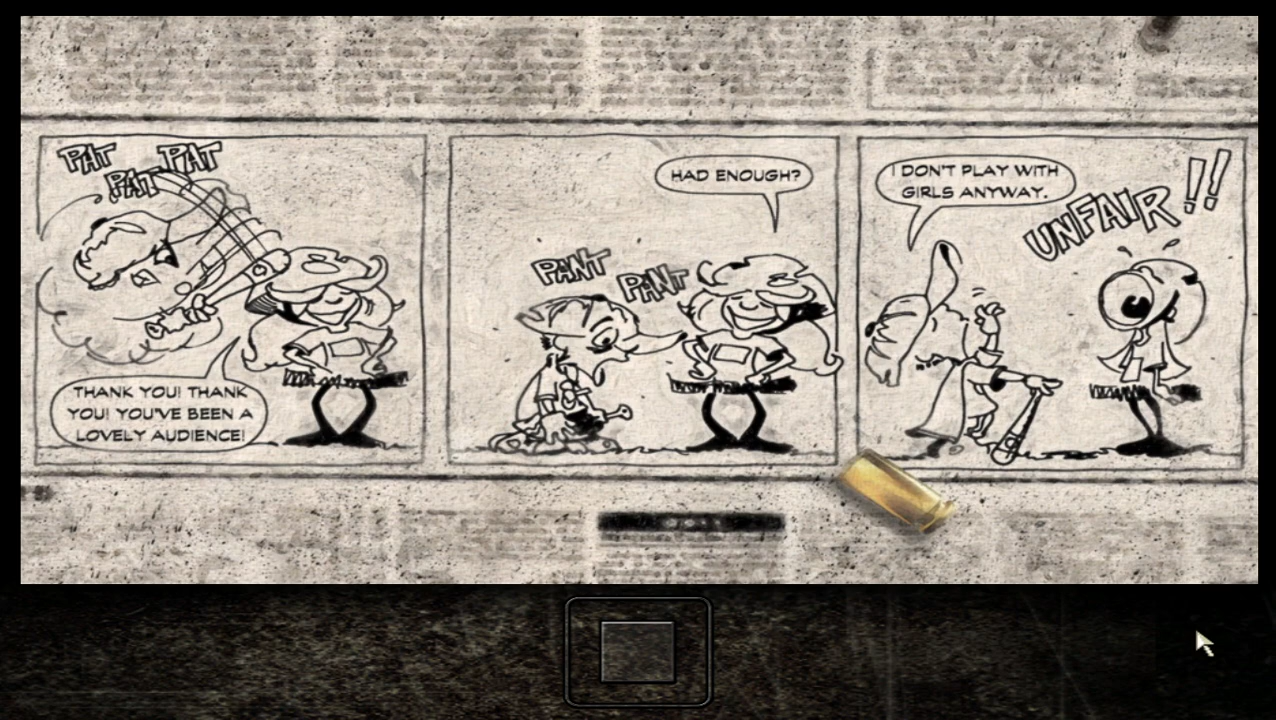 PAT
PAT
PAT
THANK YOU! THANK
YOU! YOU'VE BEEN A
LOVELY AUDIENCE!
HAD ENOUGH?
PANT
PANT
I DON'T PLAY WITH
GIRLS ANYWAY.
UNFAIR!!